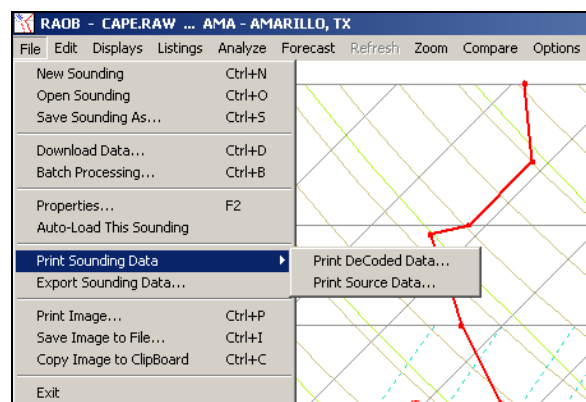 RAOB - CAPE.RAW ... AMA - AMARILLO, TX
File Edit Displays Listings Analyze Forecast Refresh Zoom Compare Options
New Sounding Ctrl+N
Open Sounding Ctrl+O
Save Sounding As... Ctrl+S
Download Data... Ctrl+D
Batch Processing... Ctrl+B
Properties... F2
Auto-Load This Sounding
Print Sounding Data Print DeCoded Data...
Export Sounding Data... Print Source Data...
Print Image... Ctrl+P
Save Image to File... Ctrl+I
Copy Image to ClipBoard Ctrl+C
Exit